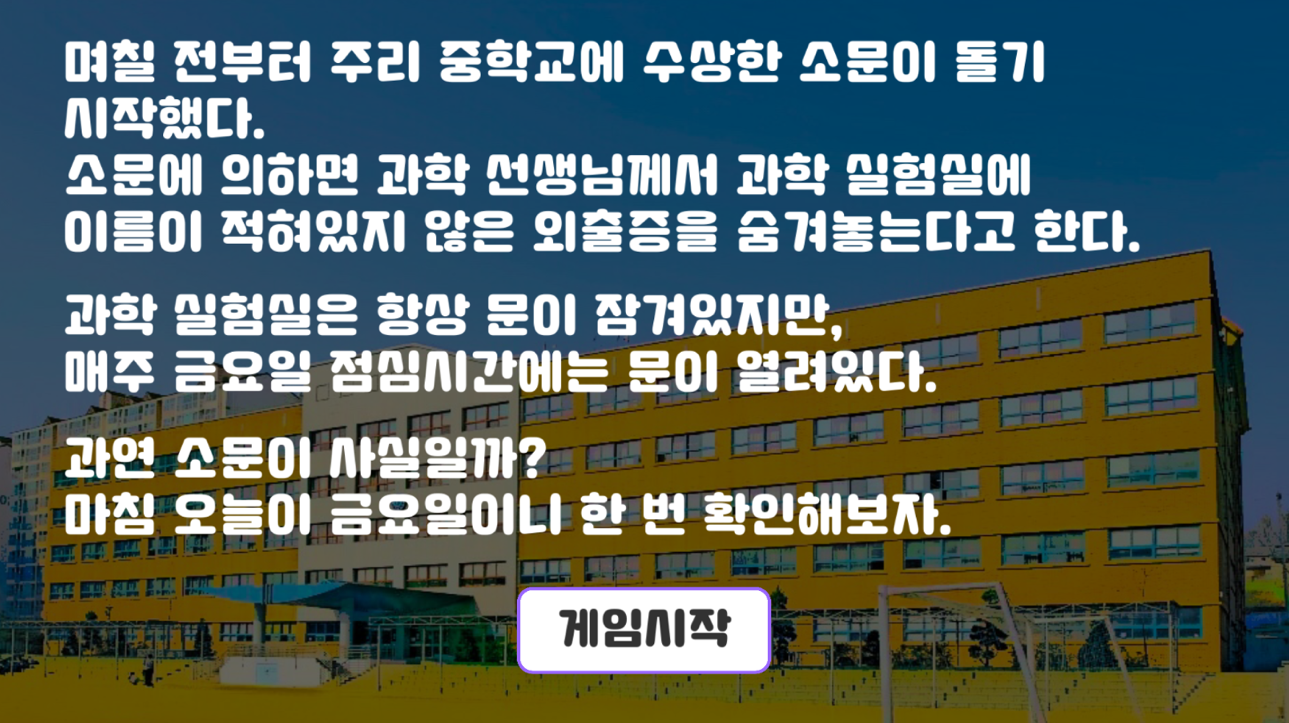 며칠 전부터 주리 중학교에 수상한 소문이 돌기
시작했다.
소문에 의하면 과학 선생님께서 과학 실험실에
이름이 적혀있지 않은 외출증을 숨겨놓는다고 한다.
과학 실험실은 항상 문이 잠겨있지만,
매주 금요일 점심시간에는 문이 열려있다.
과연 소문이 사실일까?
마침 오늘이 금요일이니 한 번 확인해보자.
게임시작